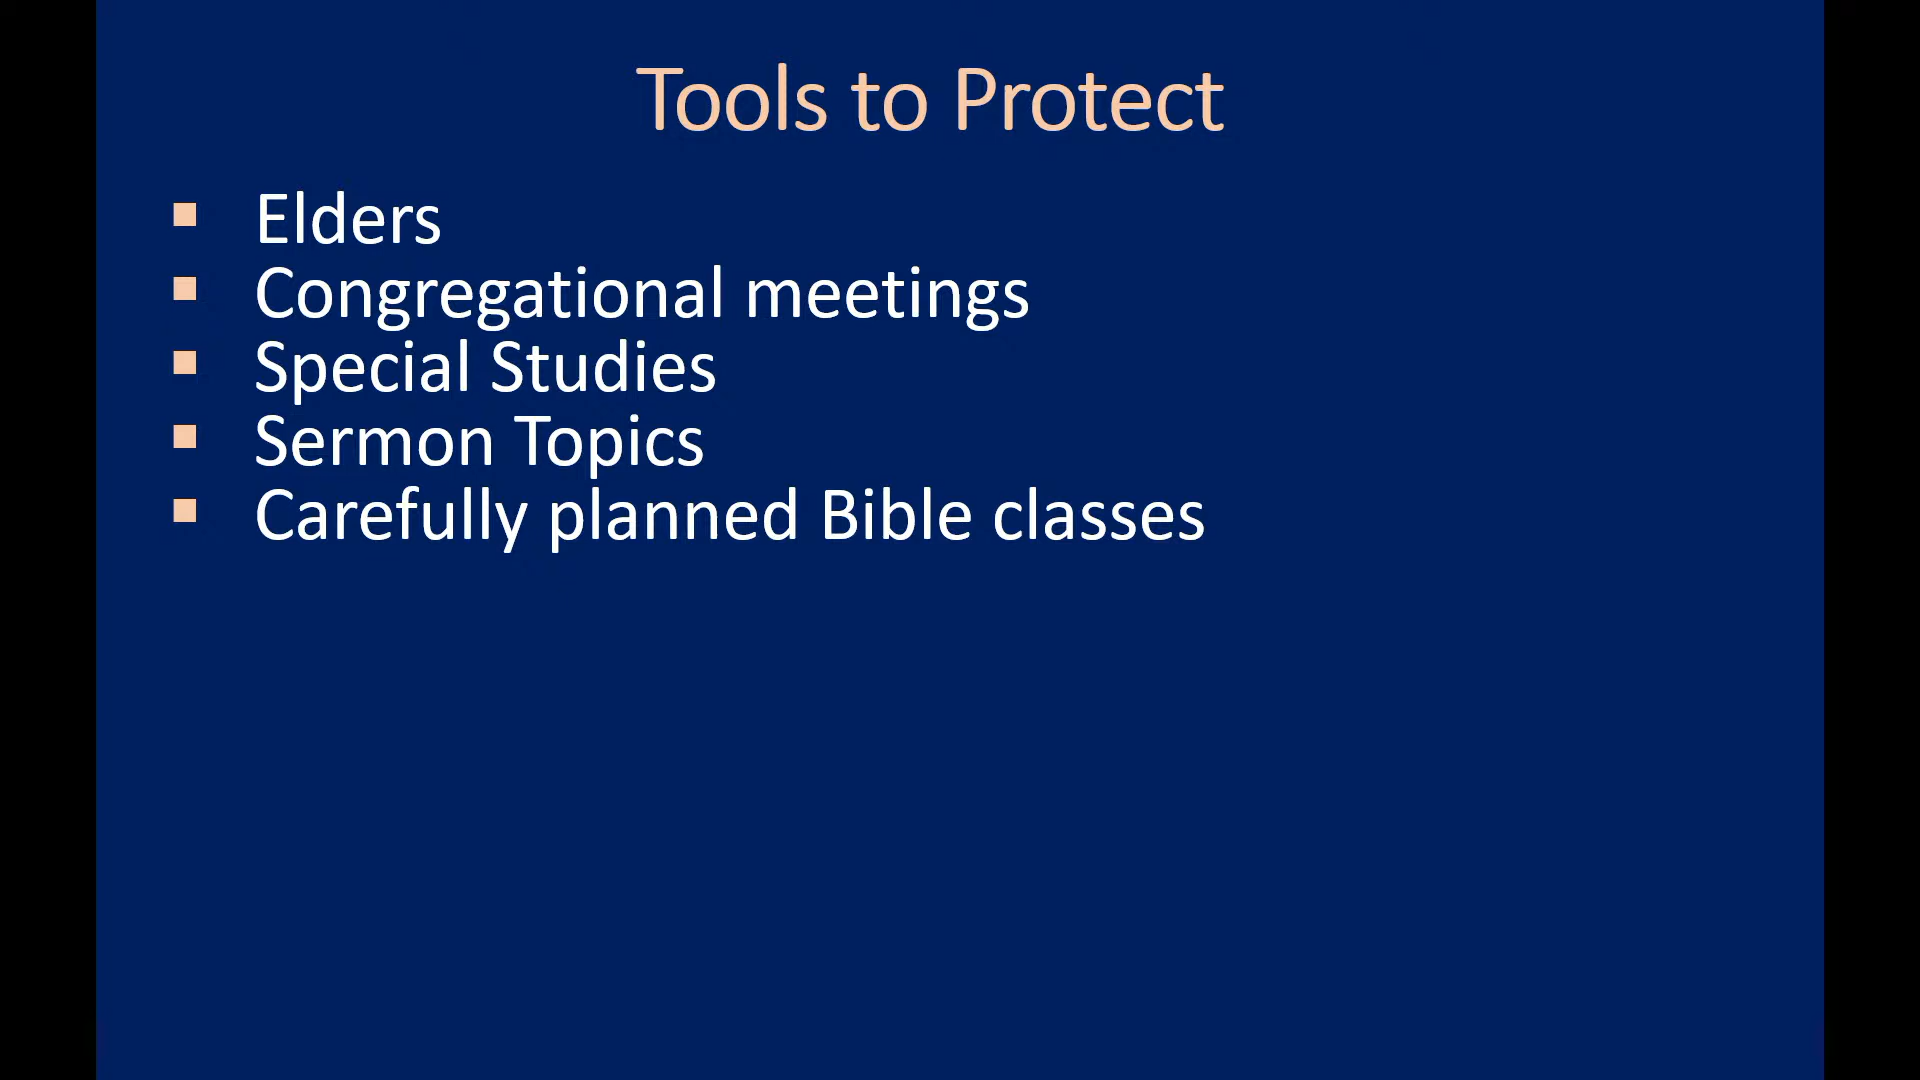 Tools to Protect
▪ Elders
▪ Congregational meetings
▪ Special Studies
▪ Sermon Topics
▪ Carefully planned Bible classes